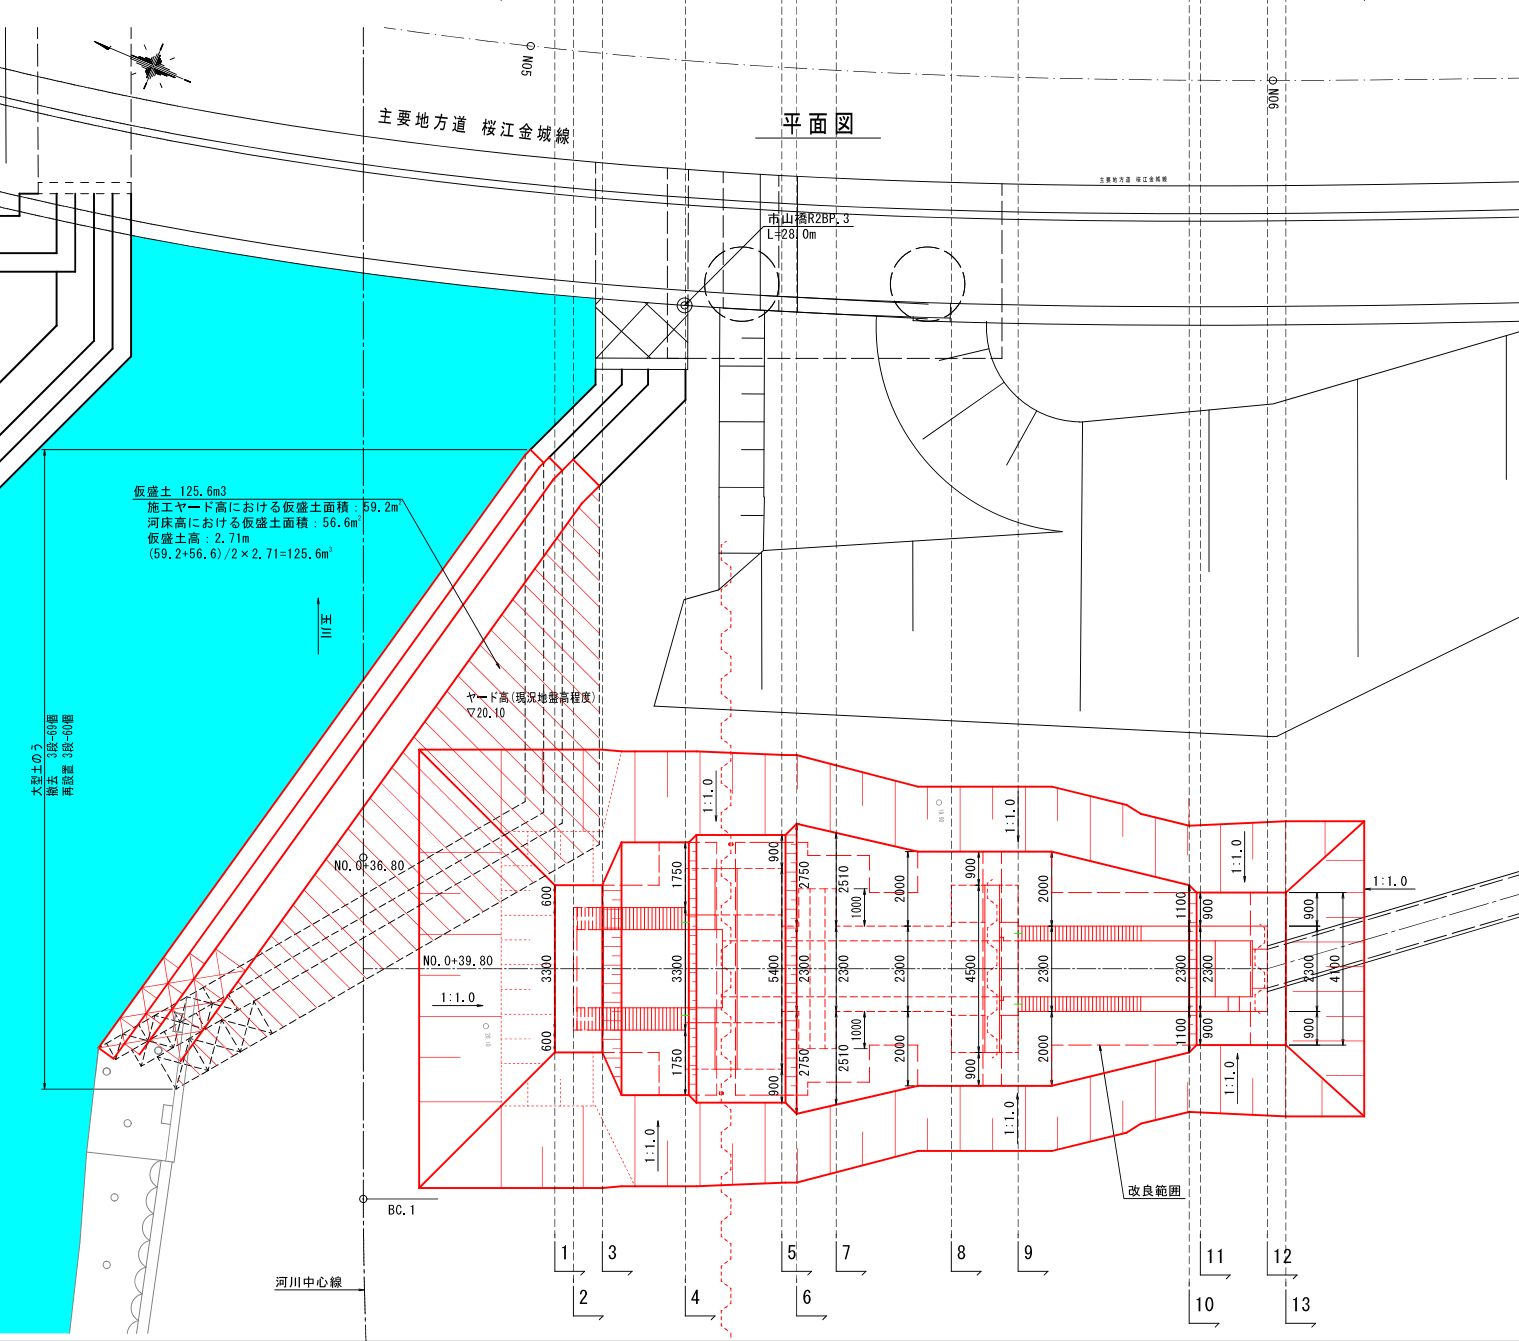 NO5
NO6
主要地方道 桜江金城線
平面図
主要地方道 桜江金城線
市山橋R2BP.3
L=28.0m
仮盛土 125.6m3
施工ヤード高における仮盛土面積：59.2m²
河床高における仮盛土面積：56.6m²
仮盛土高：2.71m
(59.2+56.6)/2×2.71=125.6m³
玉川
ヤード高(現況地盤高程度)
▽20.10
大型土のう
撤去 3段-69個
再設置 3段-60個
NO.0+36.80
NO.0+39.80
1:1.0
1:1.0
1:1.0
1:1.0
1:1.0
1:1.0
1:1.0
1:1.0
600
3300
600
1750
3300
1750
900
5400
900
2750
2300
2750
2510
2300
2510
1000
1000
2000
2300
2000
900
4500
900
2000
2300
2000
1100
2300
1100
900
2300
900
900
2300
900
4100
改良範囲
BC.1
河川中心線
1
2
3
4
5
6
7
8
9
10
11
12
13